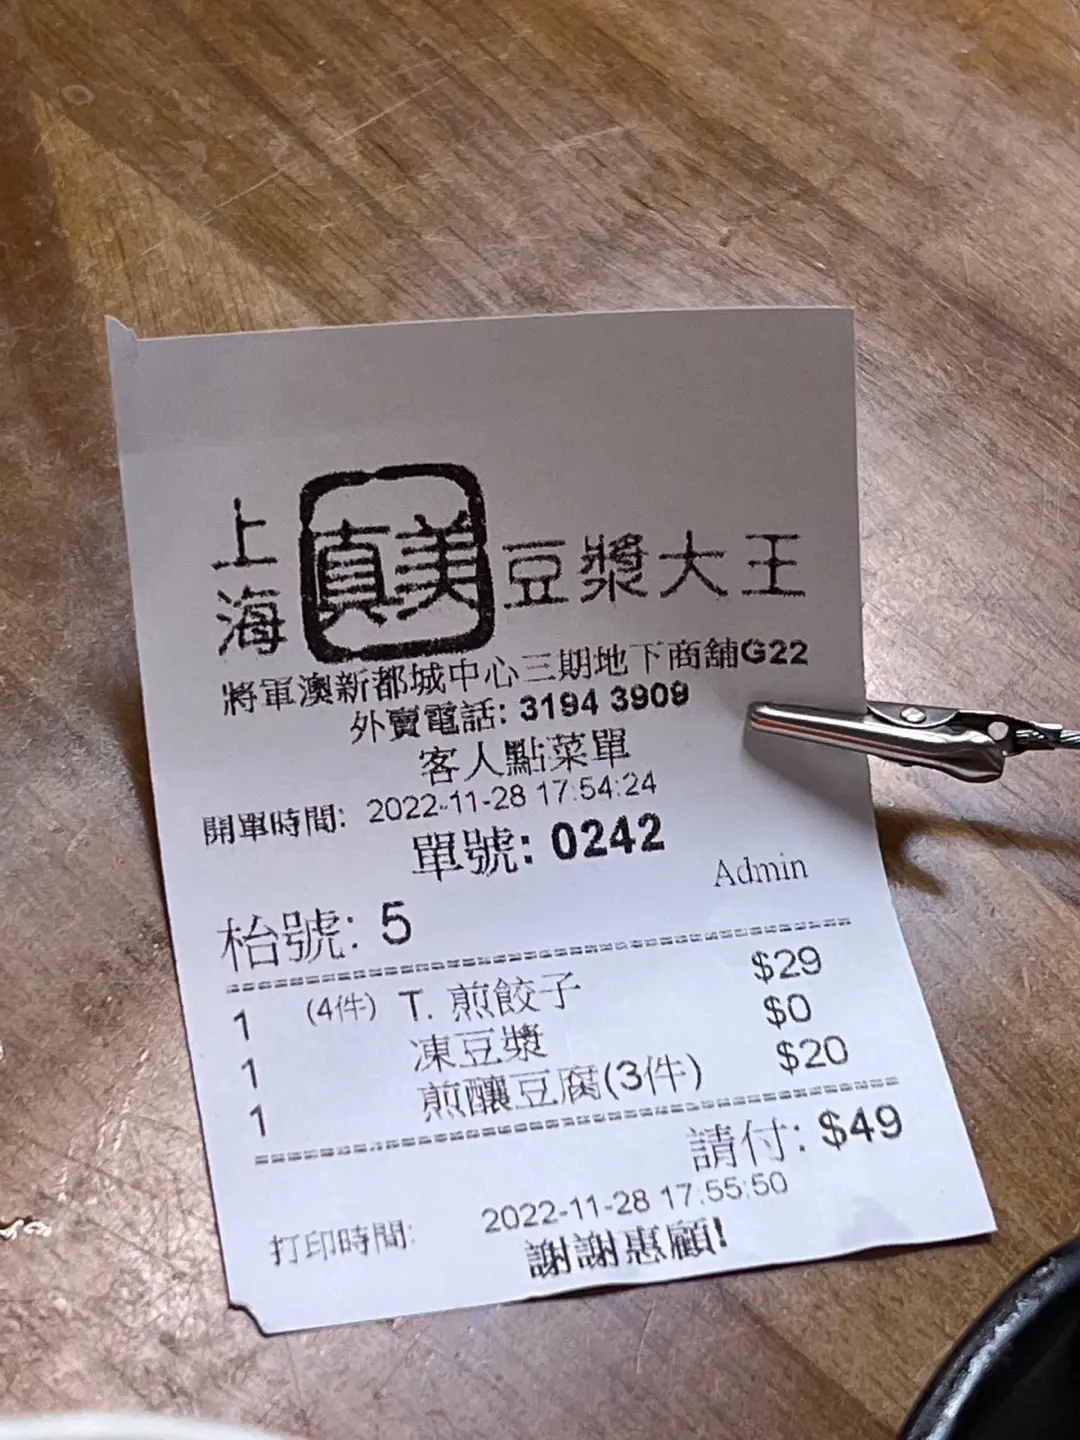 上海真美豆漿大王
將軍澳新都城中心三期地下商舖G22
外賣電話: 3194 3909
客人點菜單
開單時間: 2022-11-28 17:54:24
單號: 0242
Admin
枱號: 5
1 (4件) T. 煎餃子 $29
1 凍豆漿 $0
1 煎釀豆腐(3件) $20
請付: $49
打印時間: 2022-11-28 17:55:50
謝謝惠顧!